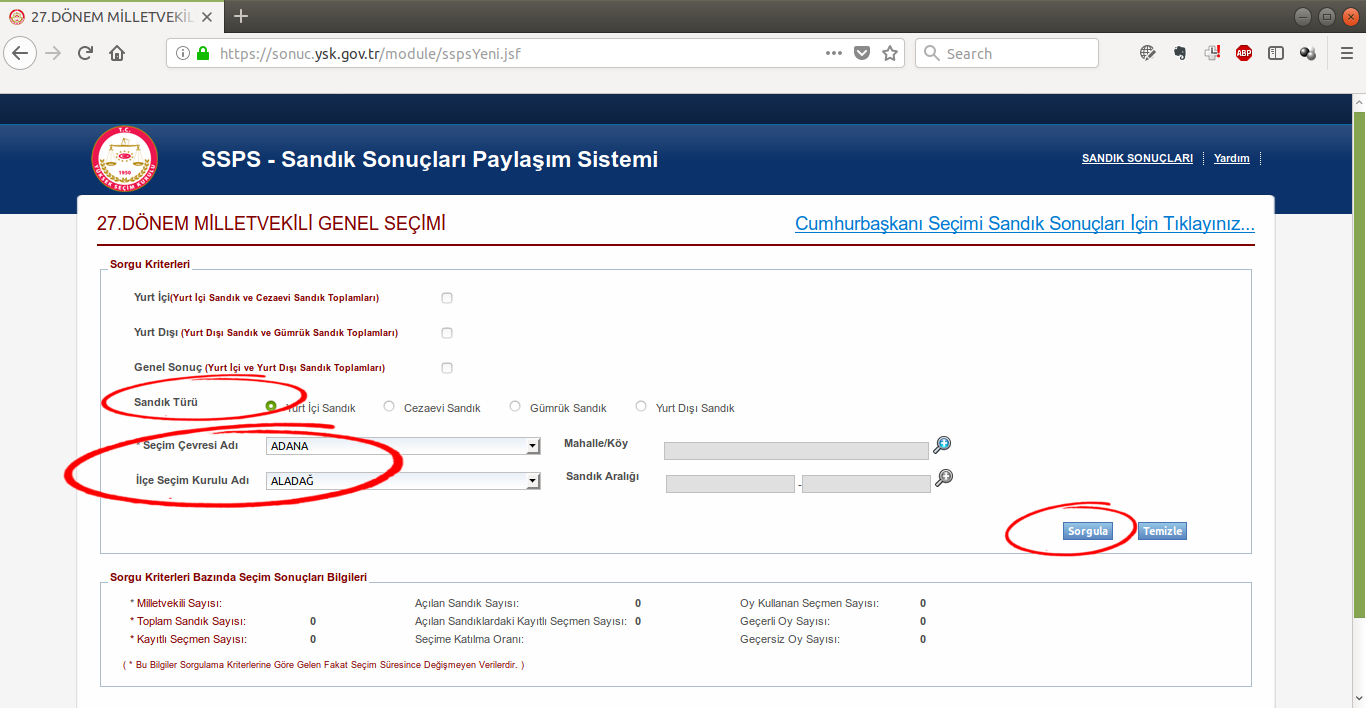 27.DÖNEM MİLLETVEKİL
https://sonuc.ysk.gov.tr/module/sspsYeni.jsf
Search
ABP
T.C.
YÜKSEK SEÇİM KURULU
1950
SSPS - Sandık Sonuçları Paylaşım Sistemi
SANDIK SONUÇLARI
Yardım
27.DÖNEM MİLLETVEKİLİ GENEL SEÇİMİ
Cumhurbaşkanı Seçimi Sandık Sonuçları İçin Tıklayınız...
Sorgu Kriterleri
Yurt İçi(Yurt İçi Sandık ve Cezaevi Sandık Toplamları)
Yurt Dışı (Yurt Dışı Sandık ve Gümrük Sandık Toplamları)
Genel Sonuç (Yurt İçi ve Yurt Dışı Sandık Toplamları)
Sandık Türü
Yurt İçi Sandık Cezaevi Sandık Gümrük Sandık Yurt Dışı Sandık
* Seçim Çevresi Adı ADANA Mahalle/Köy
İlçe Seçim Kurulu Adı ALADAĞ Sandık Aralığı -
Sorgula Temizle
Sorgu Kriterleri Bazında Seçim Sonuçları Bilgileri
* Milletvekili Sayısı: Açılan Sandık Sayısı: 0 Oy Kullanan Seçmen Sayısı: 0
* Toplam Sandık Sayısı: 0 Açılan Sandıklardaki Kayıtlı Seçmen Sayısı: 0 Geçerli Oy Sayısı: 0
* Kayıtlı Seçmen Sayısı: 0 Seçime Katılma Oranı: Geçersiz Oy Sayısı: 0
( * Bu Bilgiler Sorgulama Kriterlerine Göre Gelen Fakat Seçim Süresince Değişmeyen Verilerdir. )